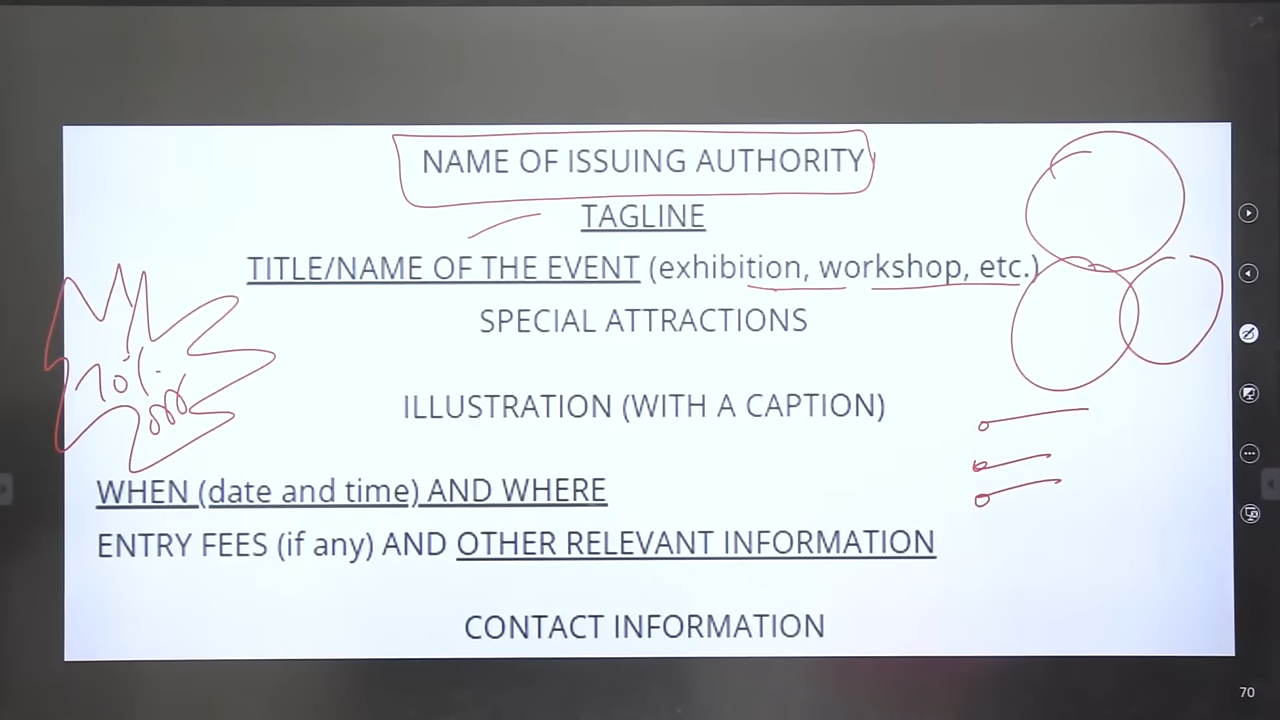 NAME OF ISSUING AUTHORITY
TAGLINE
TITLE/NAME OF THE EVENT (exhibition, workshop, etc.)
SPECIAL ATTRACTIONS
ILLUSTRATION (WITH A CAPTION)
WHEN (date and time) AND WHERE
ENTRY FEES (if any) AND OTHER RELEVANT INFORMATION
CONTACT INFORMATION
70